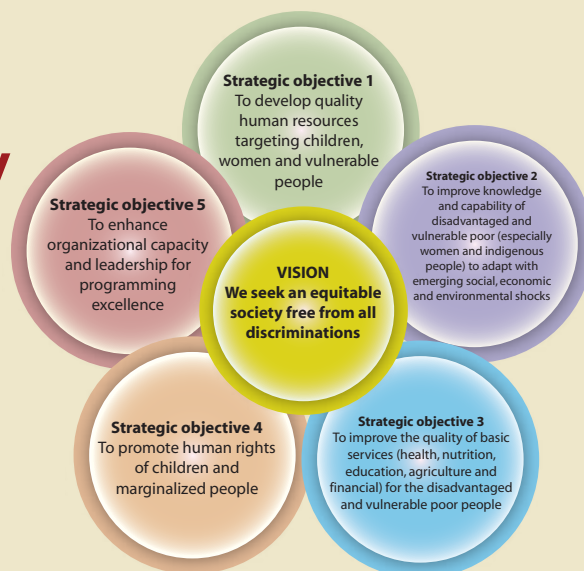 Strategic objective 1
To develop quality
human resources
targeting children,
women and vulnerable
people
Strategic objective 2
To improve knowledge
and capability of
disadvantaged and
vulnerable poor (especially
women and indigenous
people) to adapt with
emerging social, economic
and environmental shocks
Strategic objective 5
To enhance
organizational capacity
and leadership for
programming
excellence
VISION
We seek an equitable
society free from all
discriminations
Strategic objective 4
To promote human rights
of children and
marginalized people
Strategic objective 3
To improve the quality of basic
services (health, nutrition,
education, agriculture and
financial) for the disadvantaged
and vulnerable poor people